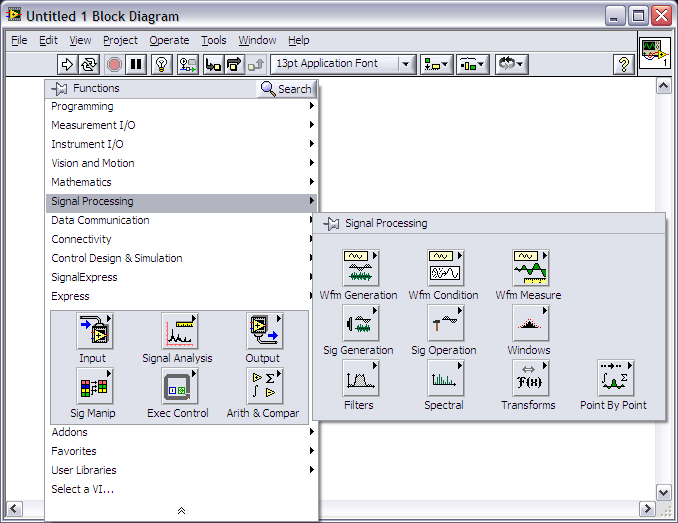 Untitled 1 Block Diagram
File Edit View Project Operate Tools Window Help
13pt Application Font
?
1
Functions Search
Programming
Measurement I/O
Instrument I/O
Vision and Motion
Mathematics
Signal Processing
Data Communication
Connectivity
Control Design & Simulation
SignalExpress
Express
Input Signal Analysis Output
Sig Manip Exec Control Arith & Compar
Addons
Favorites
User Libraries
Select a VI...
Signal Processing
Wfm Generation Wfm Condition Wfm Measure
Sig Generation Sig Operation Windows
F(x)
Filters Spectral Transforms Point By Point